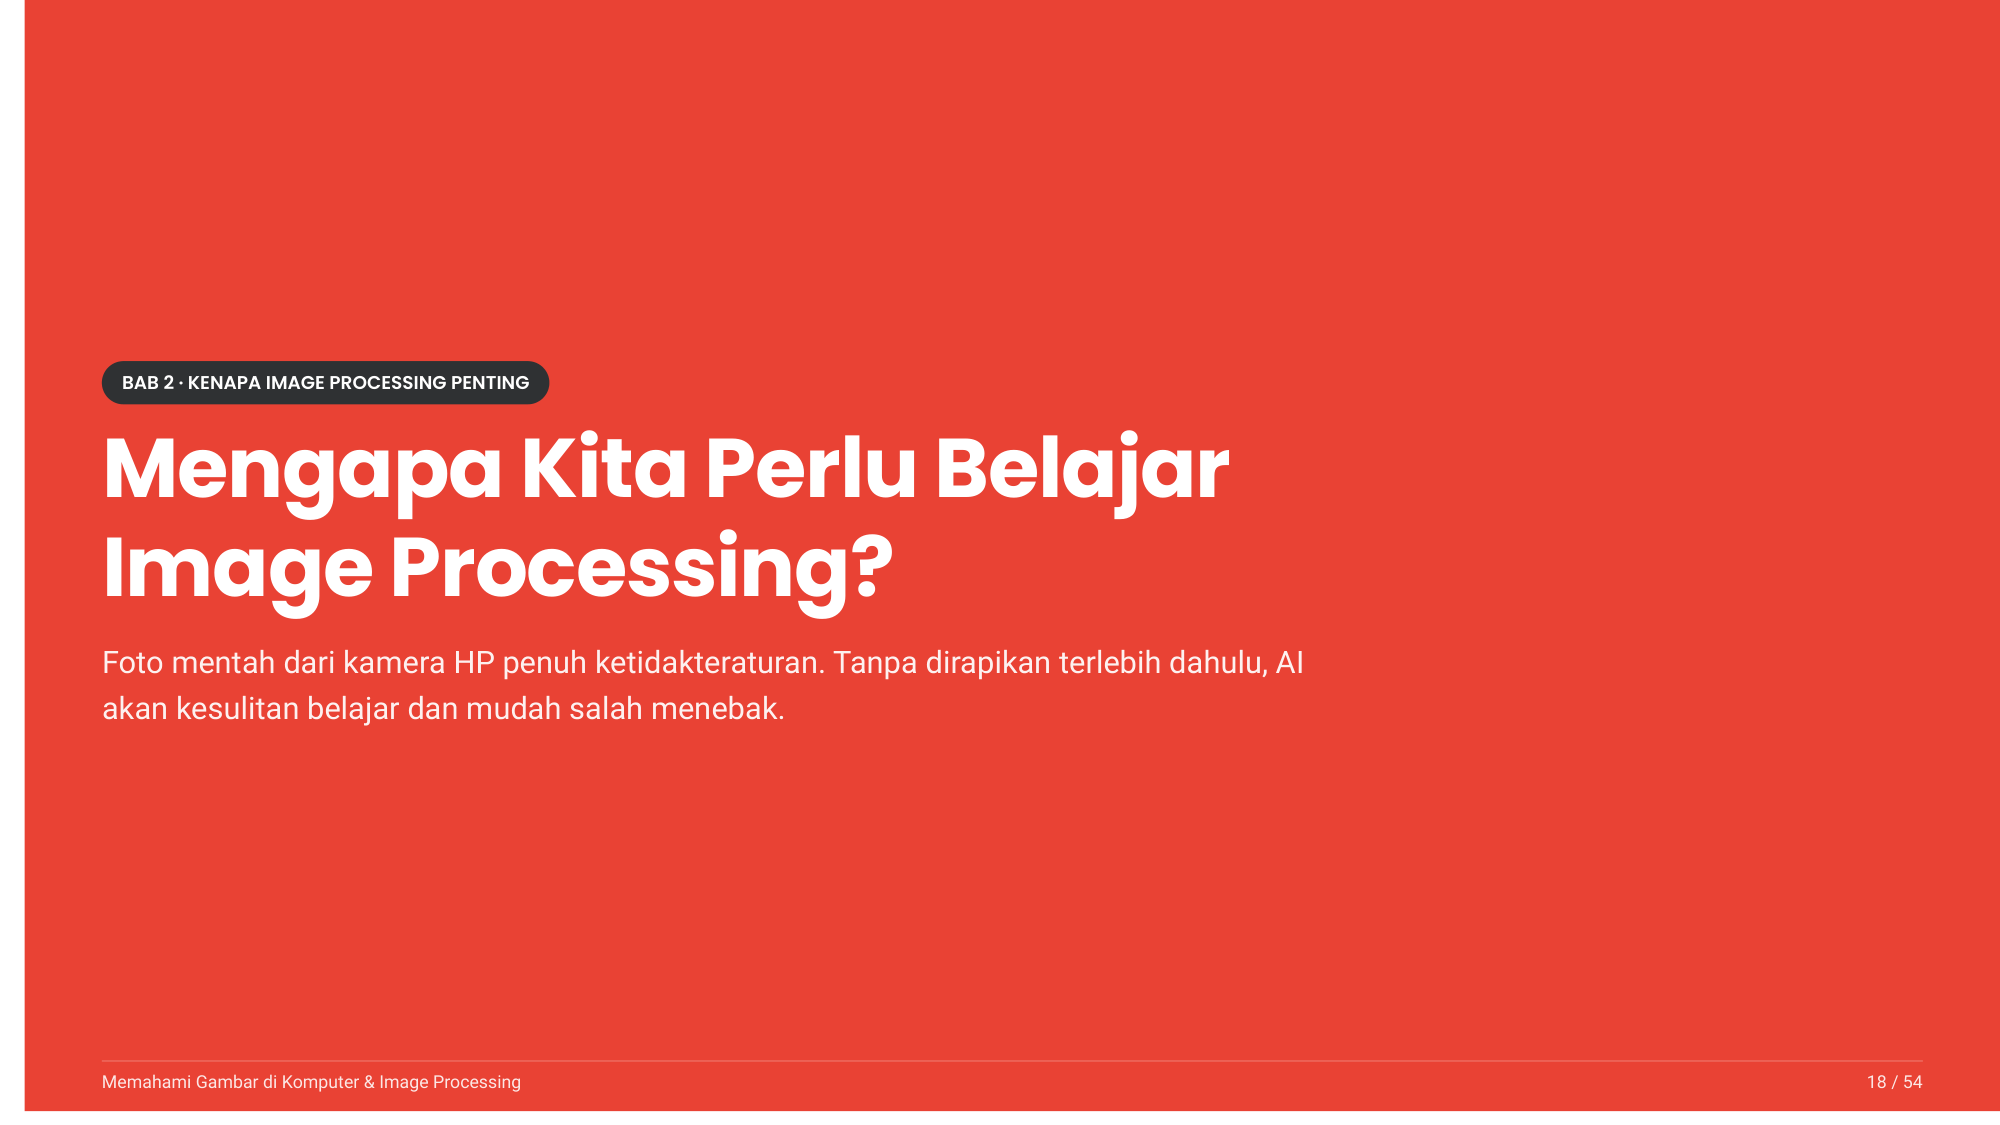 BAB 2 · KENAPA IMAGE PROCESSING PENTING
Mengapa Kita Perlu Belajar
Image Processing?
Foto mentah dari kamera HP penuh ketidakteraturan. Tanpa dirapikan terlebih dahulu, AI
akan kesulitan belajar dan mudah salah menebak.
Memahami Gambar di Komputer & Image Processing
18 / 54